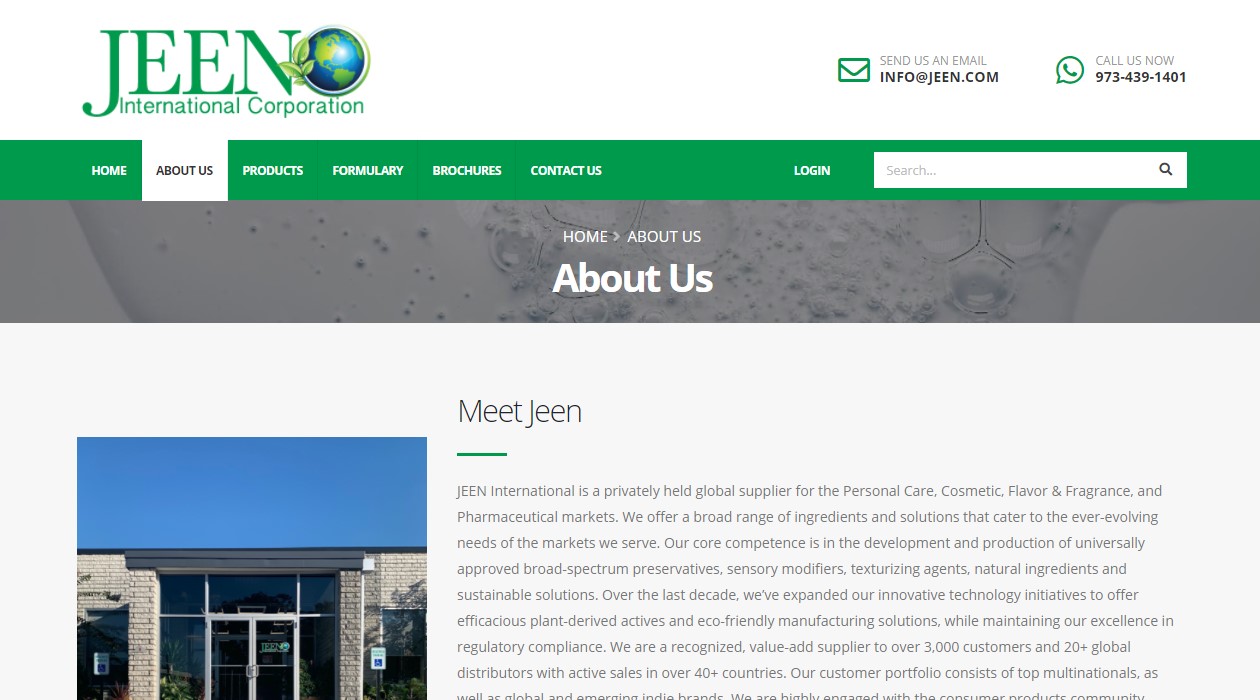 JEEN
International Corporation
SEND US AN EMAIL
INFO@JEEN.COM
CALL US NOW
973-439-1401
HOME
ABOUT US
PRODUCTS
FORMULARY
BROCHURES
CONTACT US
LOGIN
Search...
HOME ABOUT US
About Us
Meet Jeen
JEEN International is a privately held global supplier for the Personal Care, Cosmetic, Flavor & Fragrance, and
Pharmaceutical markets. We offer a broad range of ingredients and solutions that cater to the ever-evolving
needs of the markets we serve. Our core competence is in the development and production of universally
approved broad-spectrum preservatives, sensory modifiers, texturizing agents, natural ingredients and
sustainable solutions. Over the last decade, we've expanded our innovative technology initiatives to offer
efficacious plant-derived actives and eco-friendly manufacturing solutions, while maintaining our excellence in
regulatory compliance. We are a recognized, value-add supplier to over 3,000 customers and 20+ global
distributors with active sales in over 40+ countries. Our customer portfolio consists of top multinationals, as
well as global and emerging indie brands. We are highly engaged with the consumer products community
JEEN